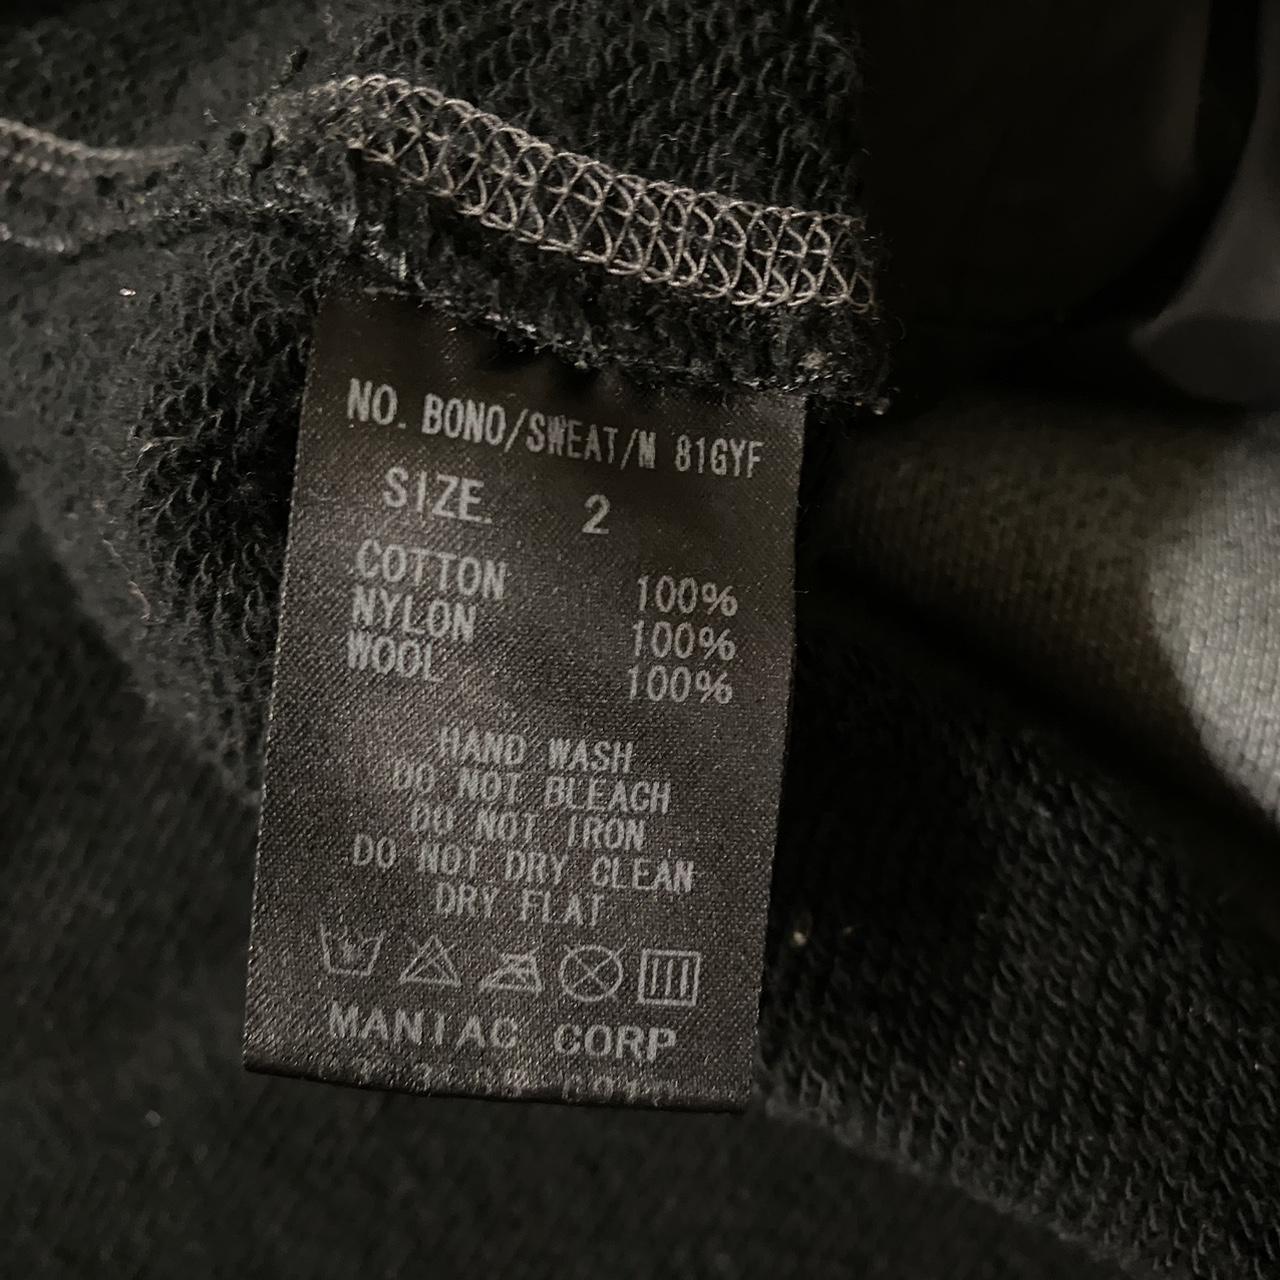 NO. BONO/SWEAT/M 81GYF
SIZE. 2
COTTON 100%
NYLON 100%
WOOL 100%
HAND WASH
DO NOT BLEACH
DO NOT IRON
DO NOT DRY CLEAN
DRY FLAT
MANIAC CORP